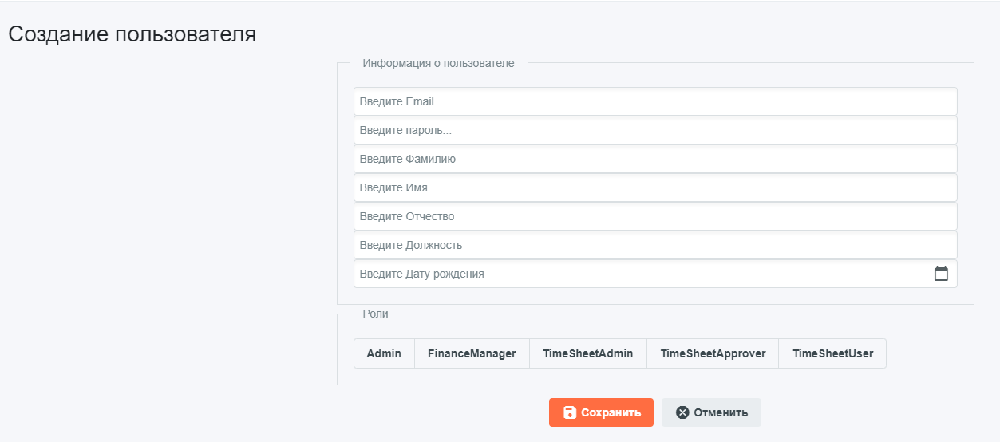 Создание пользователя
Информация о пользователе
Введите Email
Введите пароль...
Введите Фамилию
Введите Имя
Введите Отчество
Введите Должность
Введите Дату рождения
Роли
Admin FinanceManager TimeSheetAdmin TimeSheetApprover TimeSheetUser
Сохранить Отменить